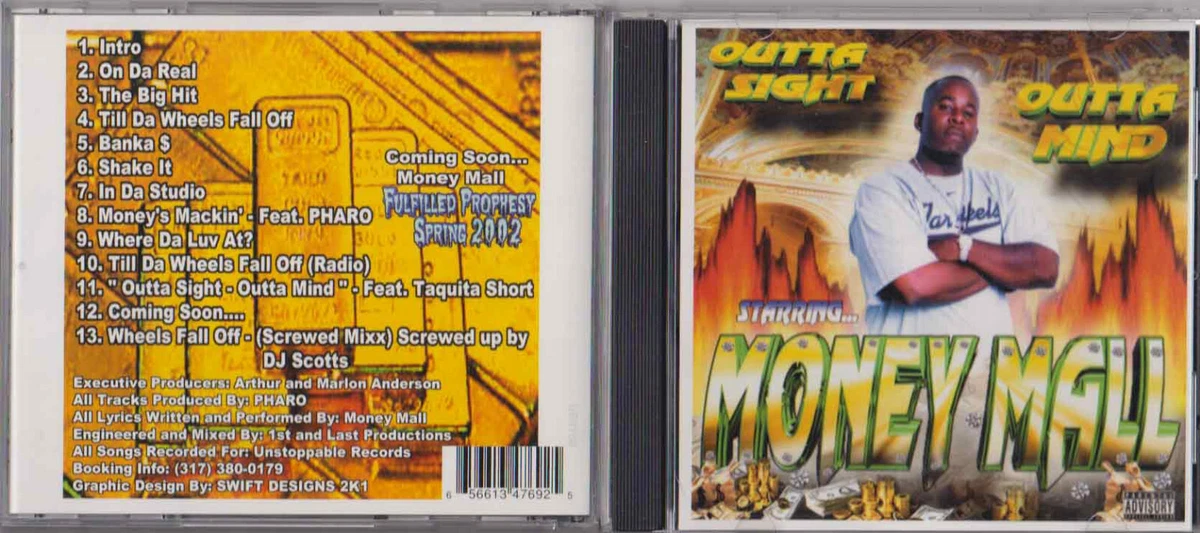 1. Intro
2. On Da Real
3. The Big Hit
4. Till Da Wheels Fall Off
5. Banka $
6. Shake It
7. In Da Studio
8. Money's Mackin' - Feat. PHARO
9. Where Da Luv At?
10. Till Da Wheels Fall Off (Radio)
11. " Outta Sight - Outta Mind " - Feat. Taquita Short
12. Coming Soon....
13. Wheels Fall Off - (Screwed Mixx) Screwed up by
DJ Scotts
Coming Soon...
Money Mall
Fulfilled Prophesy
Spring 2002
Executive Producers: Arthur and Marlon Anderson
All Tracks Produced By: PHARO
All Lyrics Written and Performed By: Money Mall
Engineered and Mixed By: 1st and Last Productions
All Songs Recorded For: Unstoppable Records
Booking Info: (317) 380-0179
Graphic Design By: SWIFT DESIGNS 2K1
6 56613 47692 5
OUTTA
SIGHT
OUTTA
MIND
Tar Heels
STARRING...
MONEY MALL
PARENTAL
ADVISORY